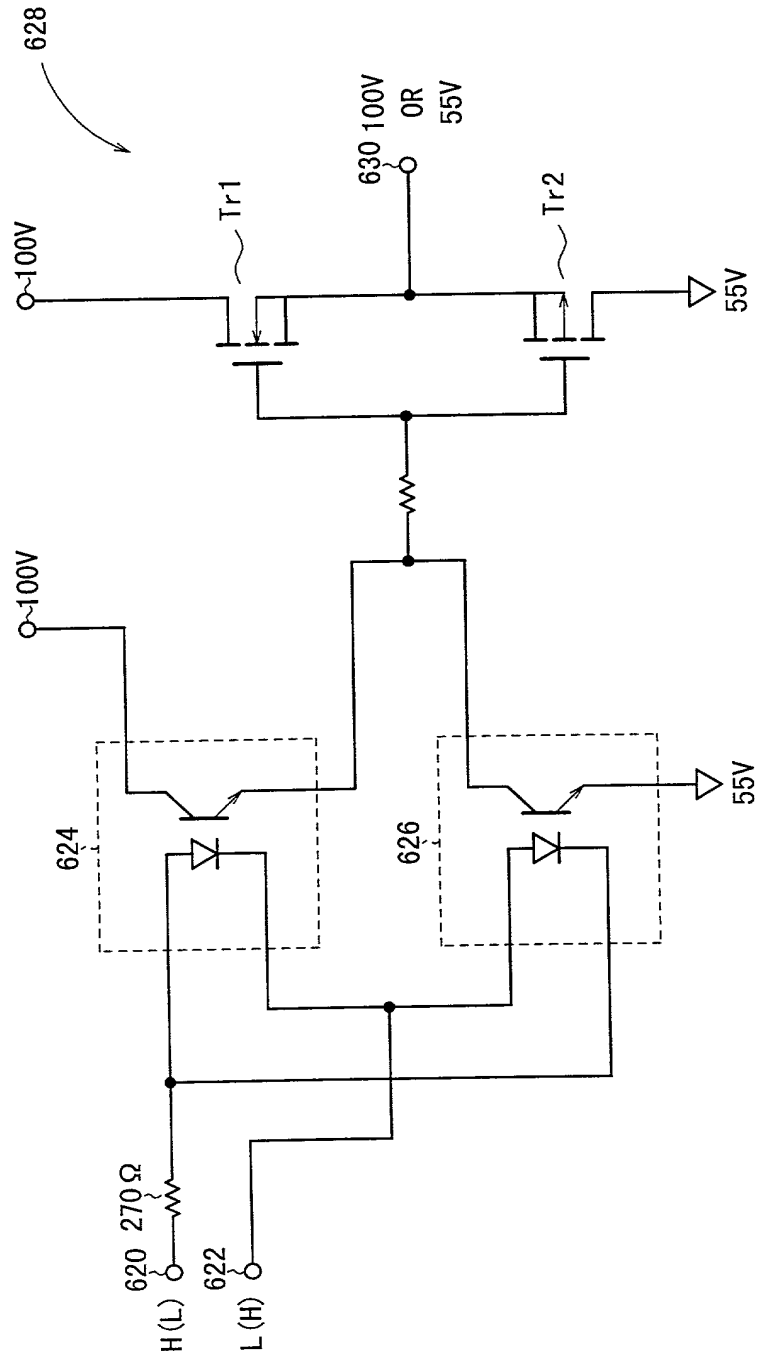 628
100V
100V
Tr1
624
630 100V
OR
55V
620 270Ω
H(L)
622
L(H)
626
Tr2
55V
55V